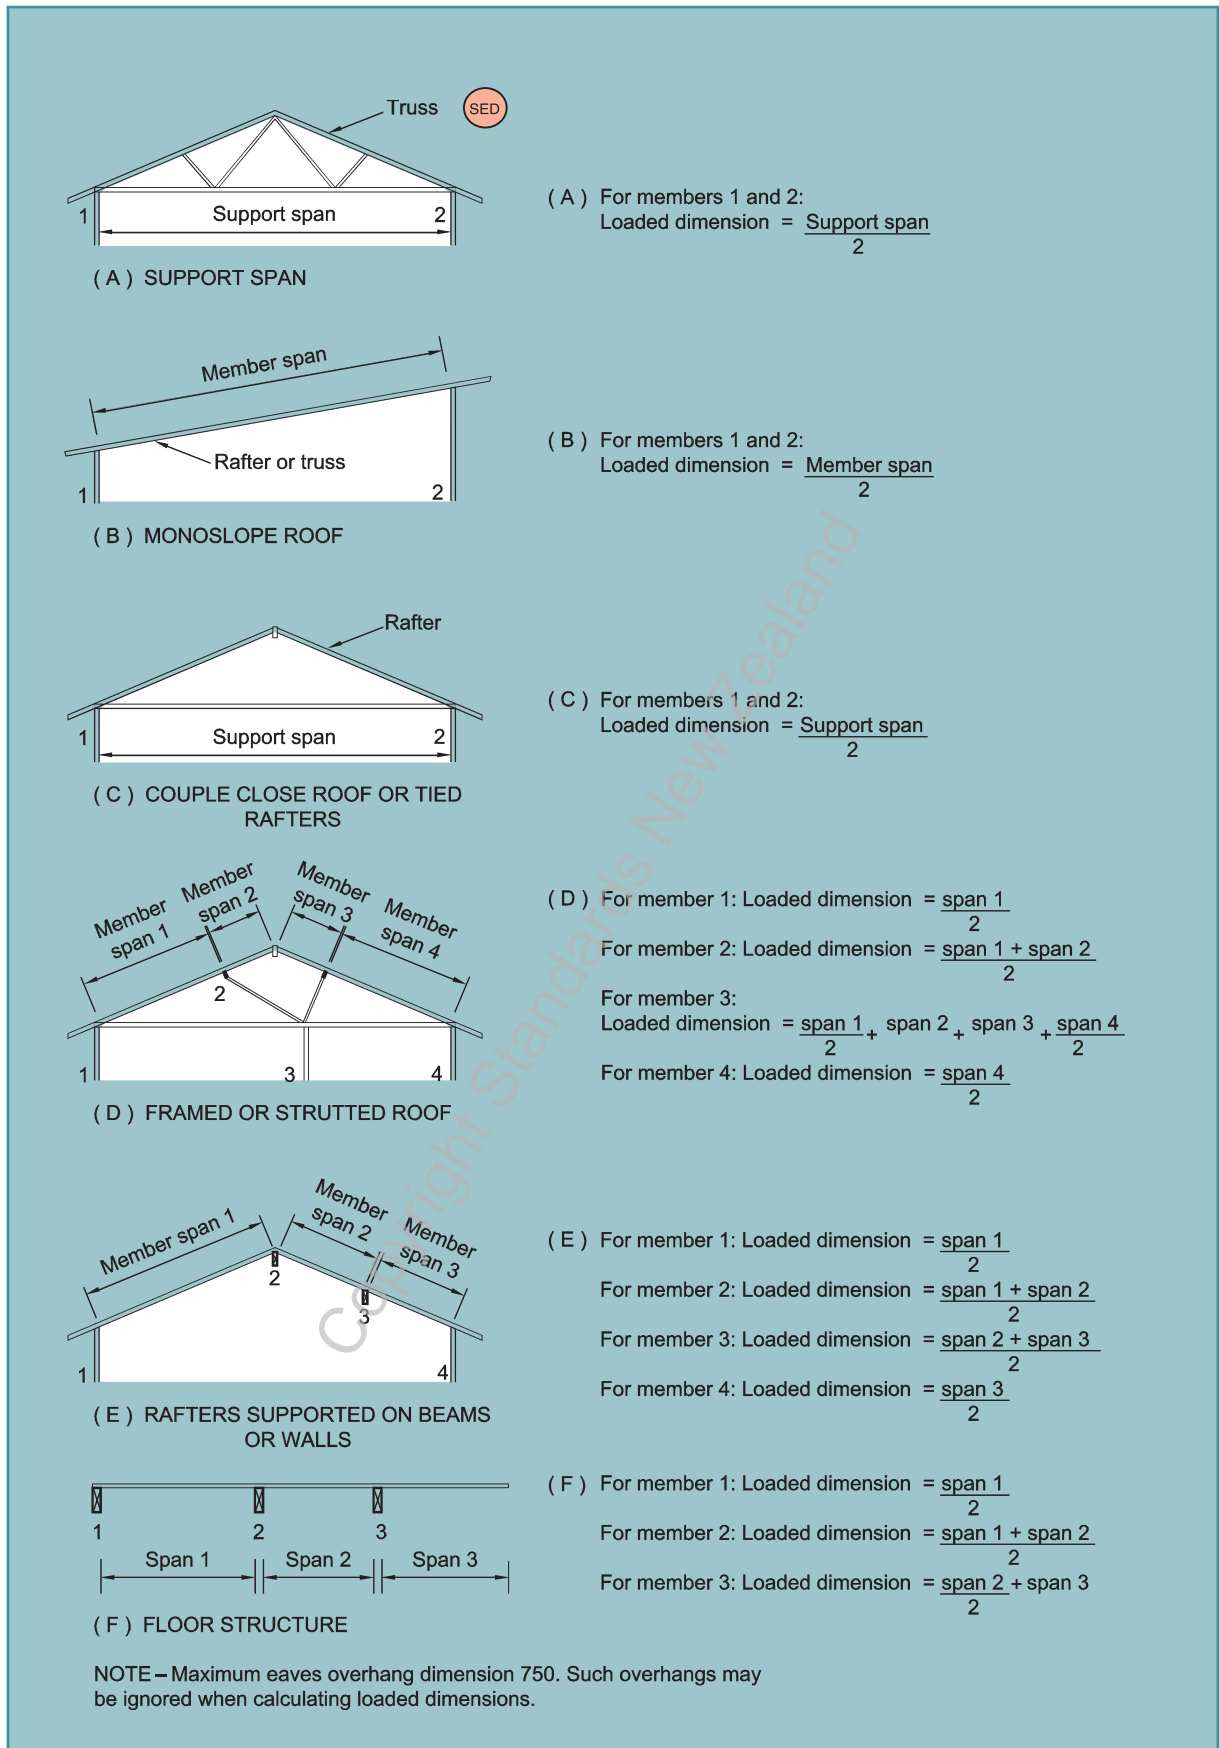 Truss
SED
1
Support span
2
( A ) SUPPORT SPAN
( A ) For members 1 and 2:
Loaded dimension = Support span
2
Member span
Rafter or truss
1
2
( B ) MONOSLOPE ROOF
( B ) For members 1 and 2:
Loaded dimension = Member span
2
Rafter
1
Support span
2
( C ) COUPLE CLOSE ROOF OR TIED
RAFTERS
( C ) For members 1 and 2:
Loaded dimension = Support span
2
Member
span 1
Member
span 2
Member
span 3
Member
span 4
2
1
3
4
( D ) FRAMED OR STRUTTED ROOF
( D ) For member 1: Loaded dimension = span 1
2
For member 2: Loaded dimension = span 1 + span 2
2
For member 3:
Loaded dimension = span 1 + span 2 + span 3 + span 4
2 2
For member 4: Loaded dimension = span 4
2
Member span 1
Member
span 2
Member
span 3
2
3
1
4
( E ) RAFTERS SUPPORTED ON BEAMS
OR WALLS
( E ) For member 1: Loaded dimension = span 1
2
For member 2: Loaded dimension = span 1 + span 2
2
For member 3: Loaded dimension = span 2 + span 3
2
For member 4: Loaded dimension = span 3
2
1 2 3
Span 1 Span 2 Span 3
( F ) FLOOR STRUCTURE
( F ) For member 1: Loaded dimension = span 1
2
For member 2: Loaded dimension = span 1 + span 2
2
For member 3: Loaded dimension = span 2 + span 3
2
NOTE – Maximum eaves overhang dimension 750. Such overhangs may
be ignored when calculating loaded dimensions.
Copyright Standards New Zealand